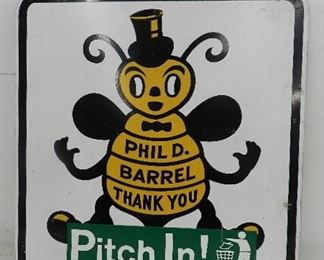 PHIL D.
BARREL
THANK YOU
Pitch In!